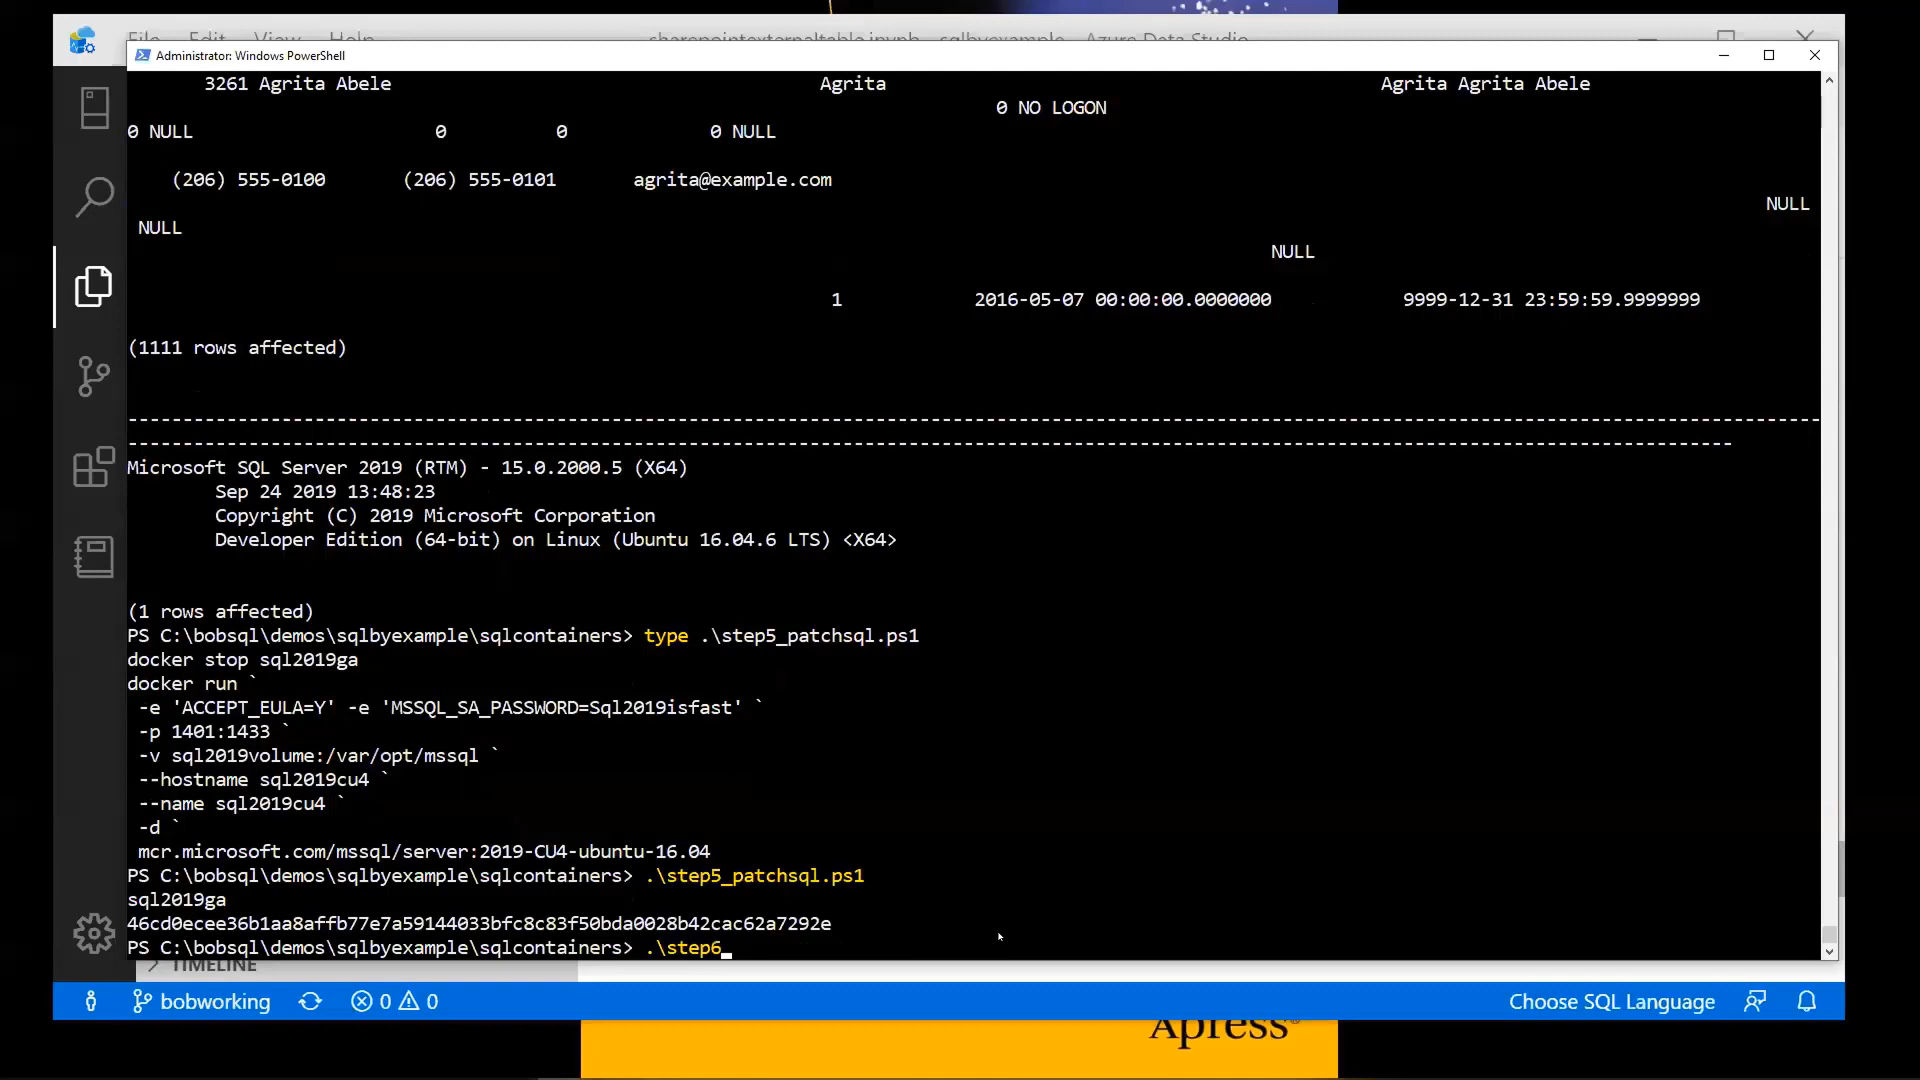 File Edit View Help sharepointexternaltable.ipynb - sqlbyexample - Azure Data Studio
Administrator: Windows PowerShell
3261 Agrita Abele Agrita Agrita Agrita Abele
0 NO LOGON
0 NULL 0 0 0 NULL
(206) 555-0100 (206) 555-0101 agrita@example.com
NULL
NULL
NULL
1 2016-05-07 00:00:00.0000000 9999-12-31 23:59:59.9999999
(1111 rows affected)
Microsoft SQL Server 2019 (RTM) - 15.0.2000.5 (X64)
Sep 24 2019 13:48:23
Copyright (C) 2019 Microsoft Corporation
Developer Edition (64-bit) on Linux (Ubuntu 16.04.6 LTS) <X64>
(1 rows affected)
PS C:\bobsql\demos\sqlbyexample\sqlcontainers> type .\step5_patchsql.ps1
docker stop sql2019ga
docker run `
-e 'ACCEPT_EULA=Y' -e 'MSSQL_SA_PASSWORD=Sql2019isfast' `
-p 1401:1433 `
-v sql2019volume:/var/opt/mssql `
--hostname sql2019cu4 `
--name sql2019cu4 `
-d `
mcr.microsoft.com/mssql/server:2019-CU4-ubuntu-16.04
PS C:\bobsql\demos\sqlbyexample\sqlcontainers> .\step5_patchsql.ps1
sql2019ga
46cd0ecee36b1aa8affb77e7a59144033bfc8c83f50bda0028b42cac62a7292e
PS C:\bobsql\demos\sqlbyexample\sqlcontainers> .\step6_
TIMELINE
bobworking 0 0 Choose SQL Language
Apress®